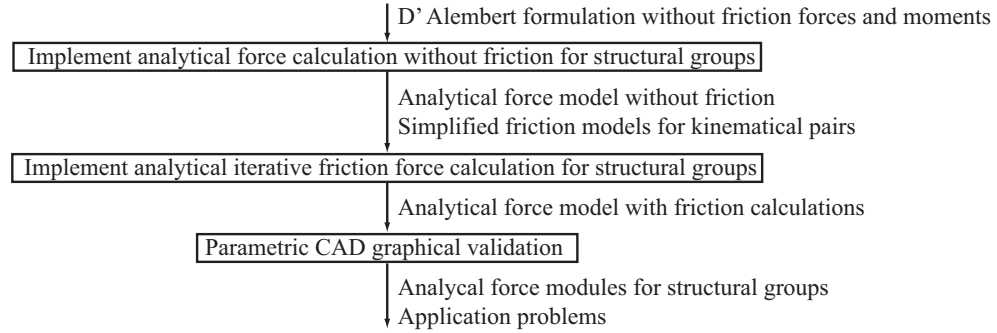 D' Alembert formulation without friction forces and moments
Implement analytical force calculation without friction for structural groups
Analytical force model without friction
Simplified friction models for kinematical pairs
Implement analytical iterative friction force calculation for structural groups
Analytical force model with friction calculations
Parametric CAD graphical validation
Analycal force modules for structural groups
Application problems